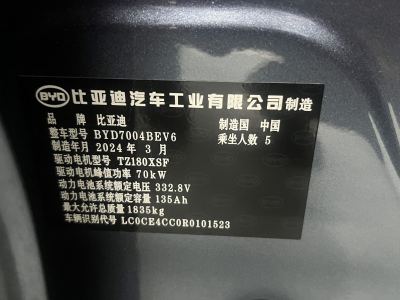 BYD 比亚迪汽车工业有限公司制造
品 牌 比亚迪 制造国 中国
整车型号 BYD7004BEV6 乘坐人数 5
制造年月 2024 年 3 月
驱动电机型号 TZ180XSF
驱动电机峰值功率 70kW
动力电池系统额定电压 332.8V
动力电池系统额定容量 135Ah
最大允许总质量 1835kg
车辆识别代号 LC0CE4CC0R0101523